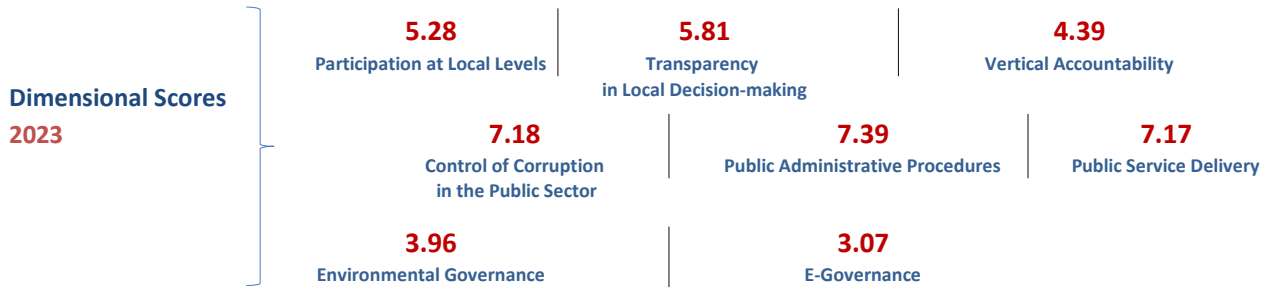 Dimensional Scores
2023
5.28
Participation at Local Levels
5.81
Transparency
in Local Decision-making
4.39
Vertical Accountability
7.18
Control of Corruption
in the Public Sector
7.39
Public Administrative Procedures
7.17
Public Service Delivery
3.96
Environmental Governance
3.07
E-Governance